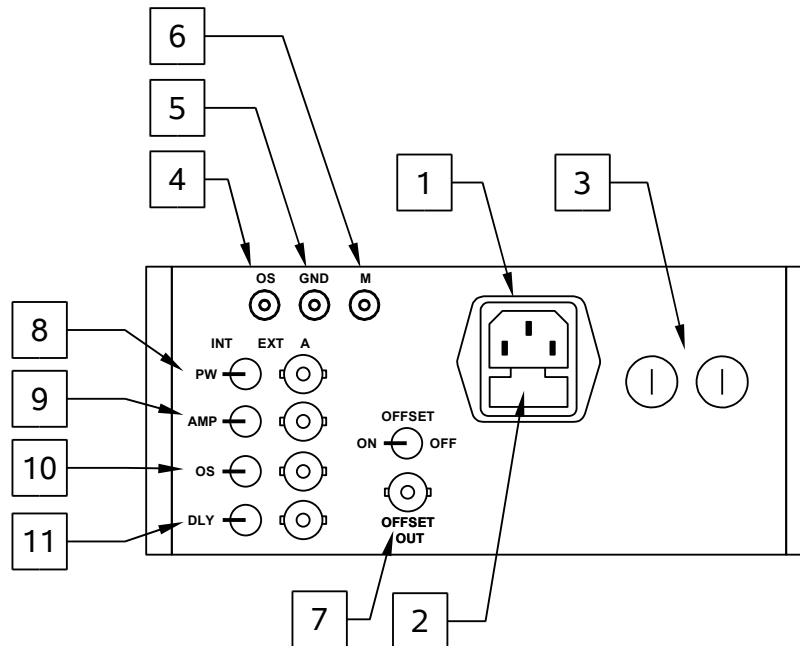 6
5
4
1
3
OS GND M
8
INT EXT A
PW
9
AMP
OFFSET
ON OFF
10
OS
11
DLY
OFFSET
OUT
7
2